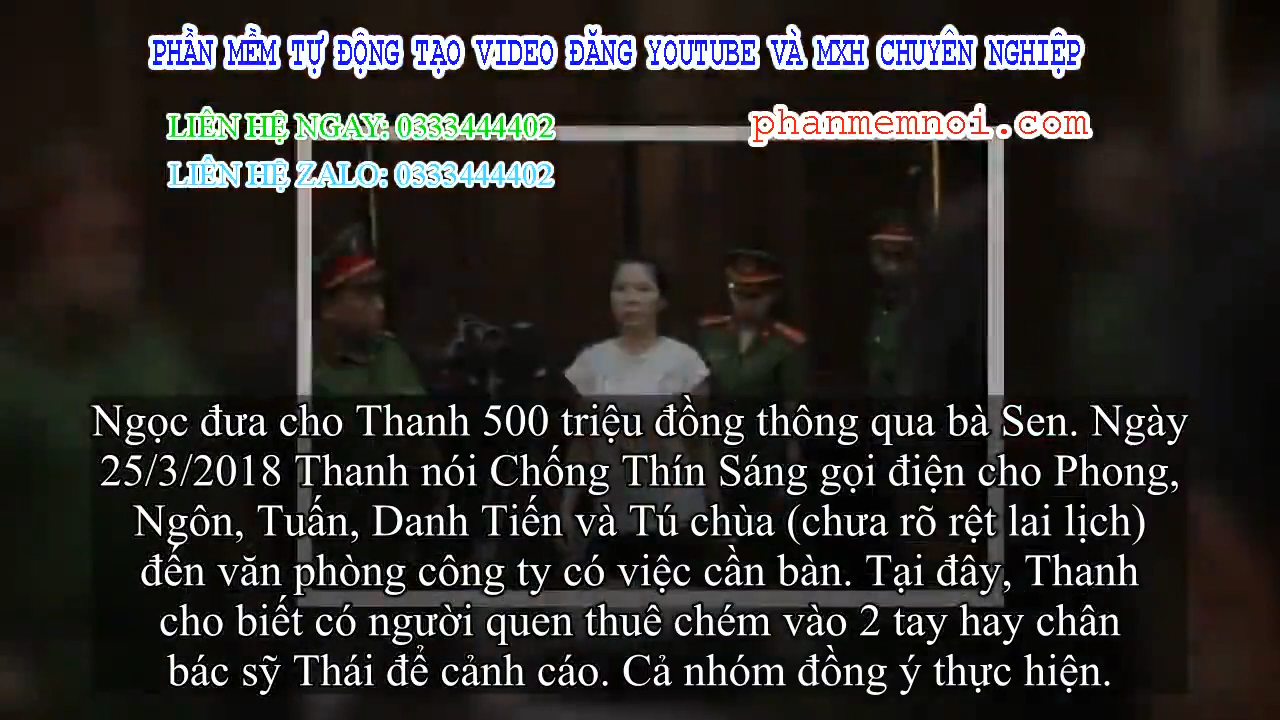 PHẦN MỀM TỰ ĐỘNG TẠO VIDEO ĐĂNG YOUTUBE VÀ MXH CHUYÊN NGHIỆP
LIÊN HỆ NGAY: 0333444402
phanmemnoi.com
LIÊN HỆ ZALO: 0333444402
Ngọc đưa cho Thanh 500 triệu đồng thông qua bà Sen. Ngày
25/3/2018 Thanh nói Chống Thín Sáng gọi điện cho Phong,
Ngôn, Tuấn, Danh Tiến và Tú chùa (chưa rõ rệt lai lịch)
đến văn phòng công ty có việc cần bàn. Tại đây, Thanh
cho biết có người quen thuê chém vào 2 tay hay chân
bác sỹ Thái để cảnh cáo. Cả nhóm đồng ý thực hiện.